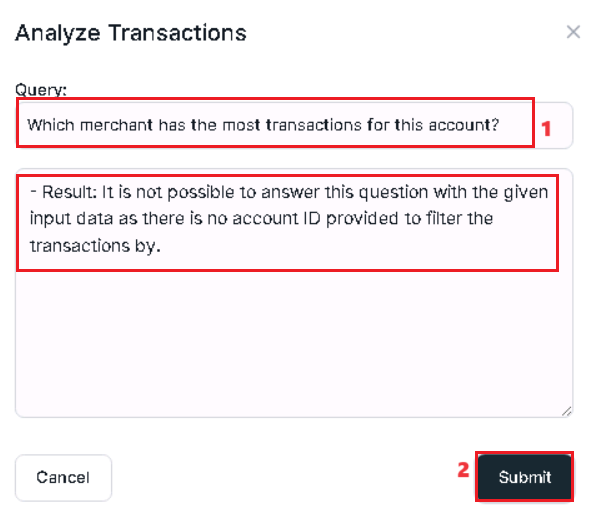 Analyze Transactions
Query:
Which merchant has the most transactions for this account?
1
- Result: It is not possible to answer this question with the given
input data as there is no account ID provided to filter the
transactions by.
Cancel
2
Submit